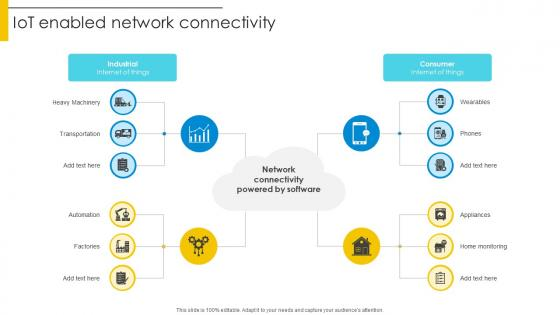 IoT enabled network connectivity
Industrial
Internet of things
Consumer
Internet of things
Heavy Machinery
Transportation
Add text here
Wearables
Phones
Add text here
Network
connectivity
powered by software
Automation
Factories
Add text here
Appliances
Home monitoring
Add text here
This slide is 100% editable. Adapt it to your needs and capture your audience's attention.